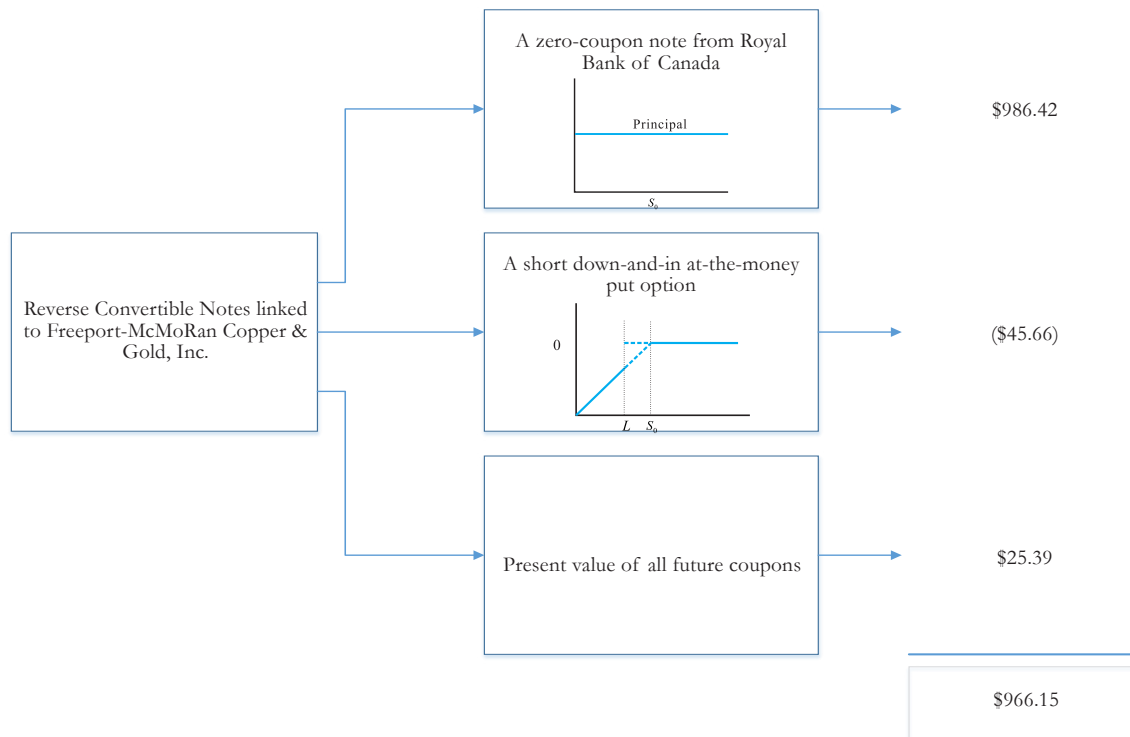 A zero-coupon note from Royal
Bank of Canada
Principal
S₀
$986.42
Reverse Convertible Notes linked
to Freeport-McMoRan Copper &
Gold, Inc.
A short down-and-in at-the-money
put option
0
L S₀
($45.66)
Present value of all future coupons
$25.39
$966.15